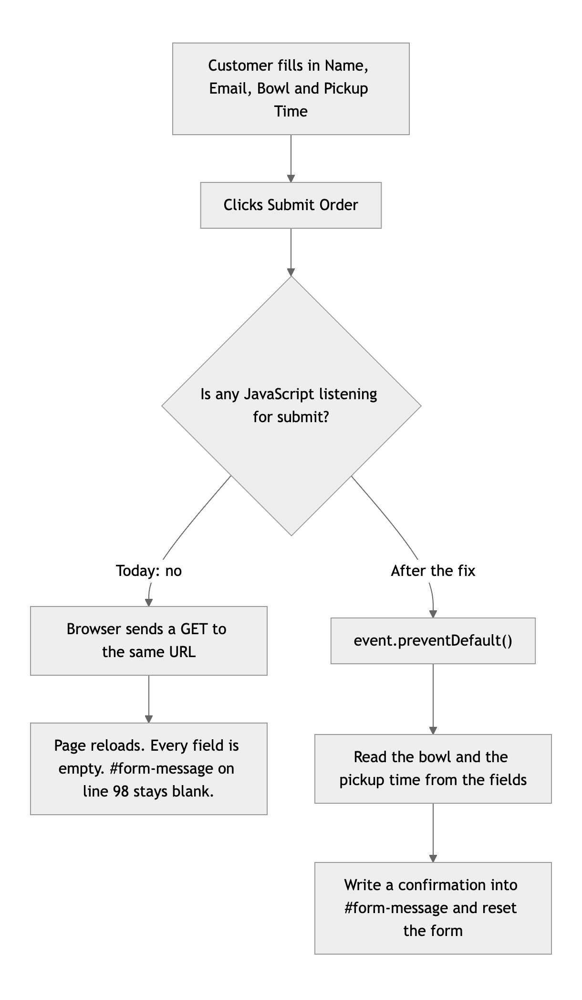 Customer fills in Name,
Email, Bowl and Pickup
Time
Clicks Submit Order
Is any JavaScript listening
for submit?
Today: no
After the fix
Browser sends a GET to
the same URL
event.preventDefault()
Page reloads. Every field is
empty. #form-message on
line 98 stays blank.
Read the bowl and the
pickup time from the fields
Write a confirmation into
#form-message and reset
the form